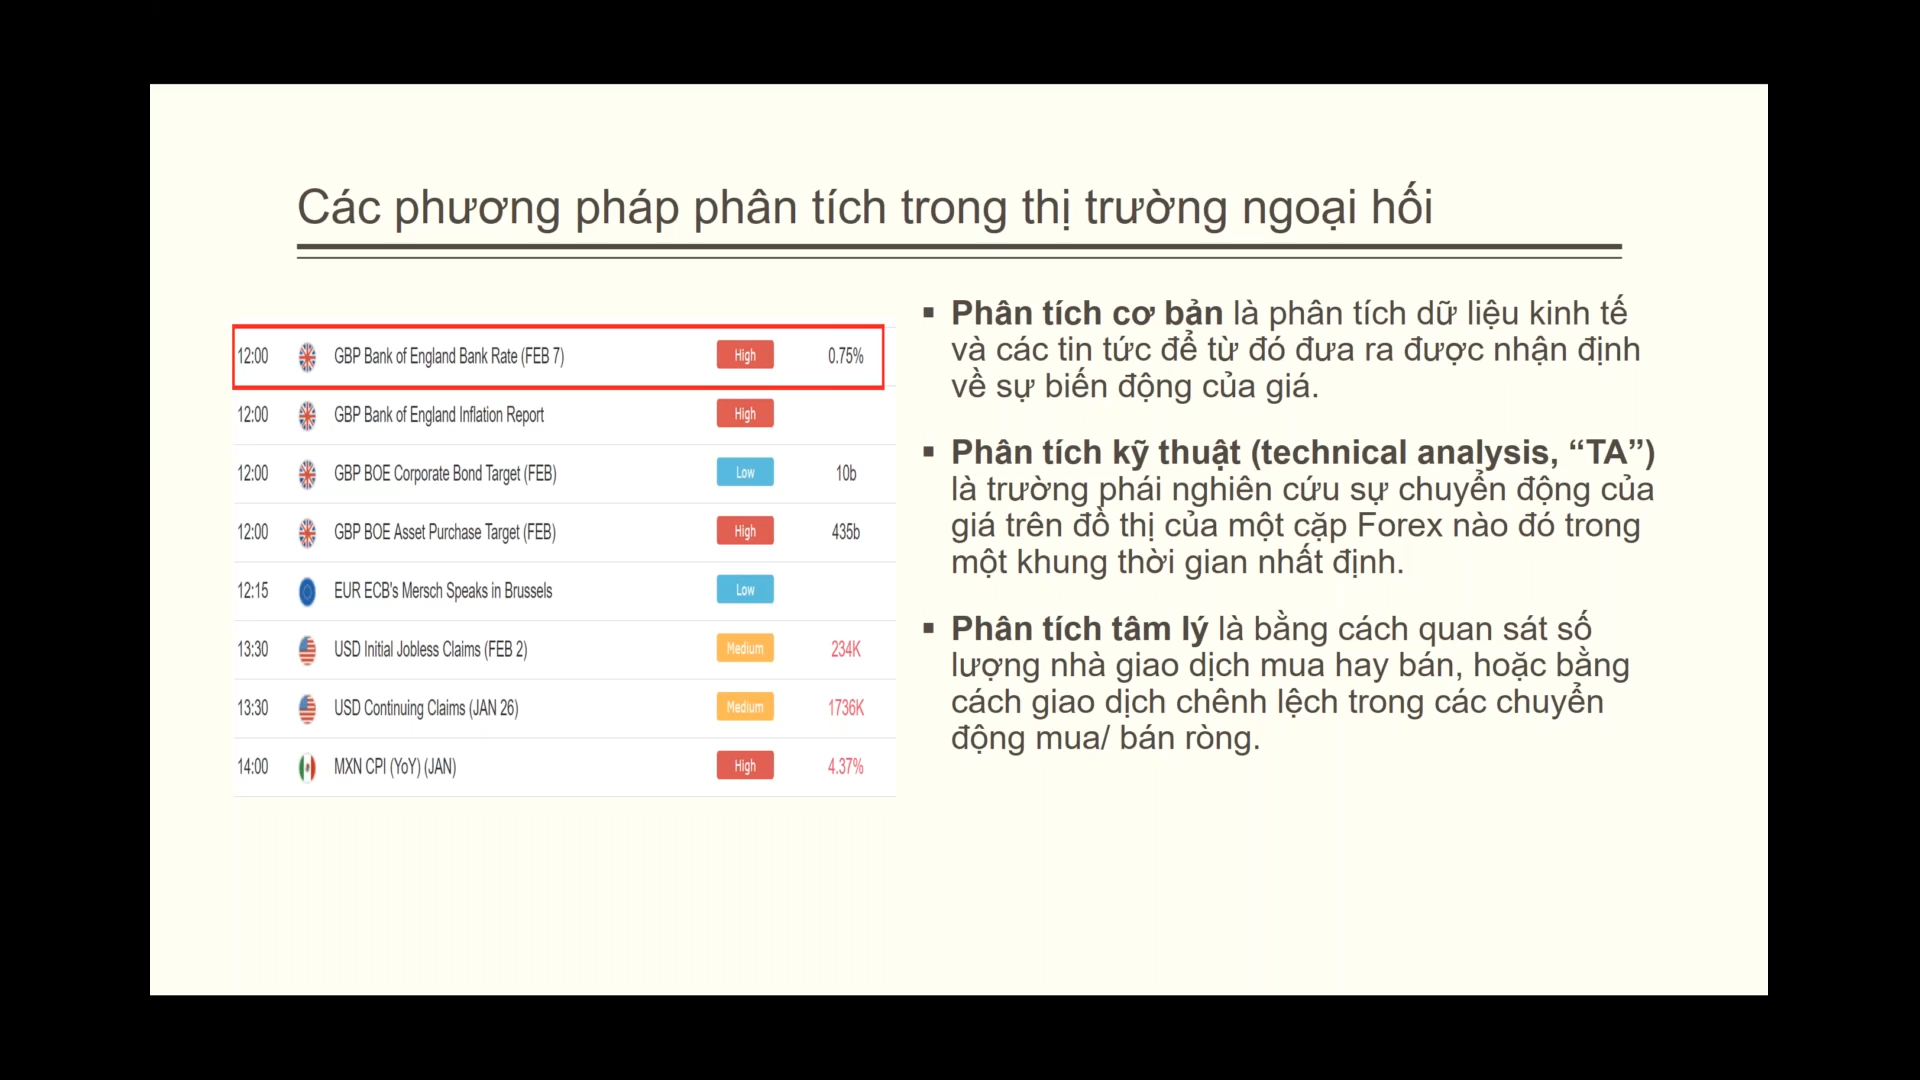 Các phương pháp phân tích trong thị trường ngoại hối
12:00 GBP Bank of England Bank Rate (FEB 7) High 0.75%
12:00 GBP Bank of England Inflation Report High
12:00 GBP BOE Corporate Bond Target (FEB) Low 10b
12:00 GBP BOE Asset Purchase Target (FEB) High 435b
12:15 EUR ECB's Mersch Speaks in Brussels Low
13:30 USD Initial Jobless Claims (FEB 2) Medium 234K
13:30 USD Continuing Claims (JAN 26) Medium 1736K
14:00 MXN CPI (YoY) (JAN) High 4.37%
▪ Phân tích cơ bản là phân tích dữ liệu kinh tế
và các tin tức để từ đó đưa ra được nhận định
về sự biến động của giá.
▪ Phân tích kỹ thuật (technical analysis, “TA”)
là trường phái nghiên cứu sự chuyển động của
giá trên đồ thị của một cặp Forex nào đó trong
một khung thời gian nhất định.
▪ Phân tích tâm lý là bằng cách quan sát số
lượng nhà giao dịch mua hay bán, hoặc bằng
cách giao dịch chênh lệch trong các chuyển
động mua/ bán ròng.